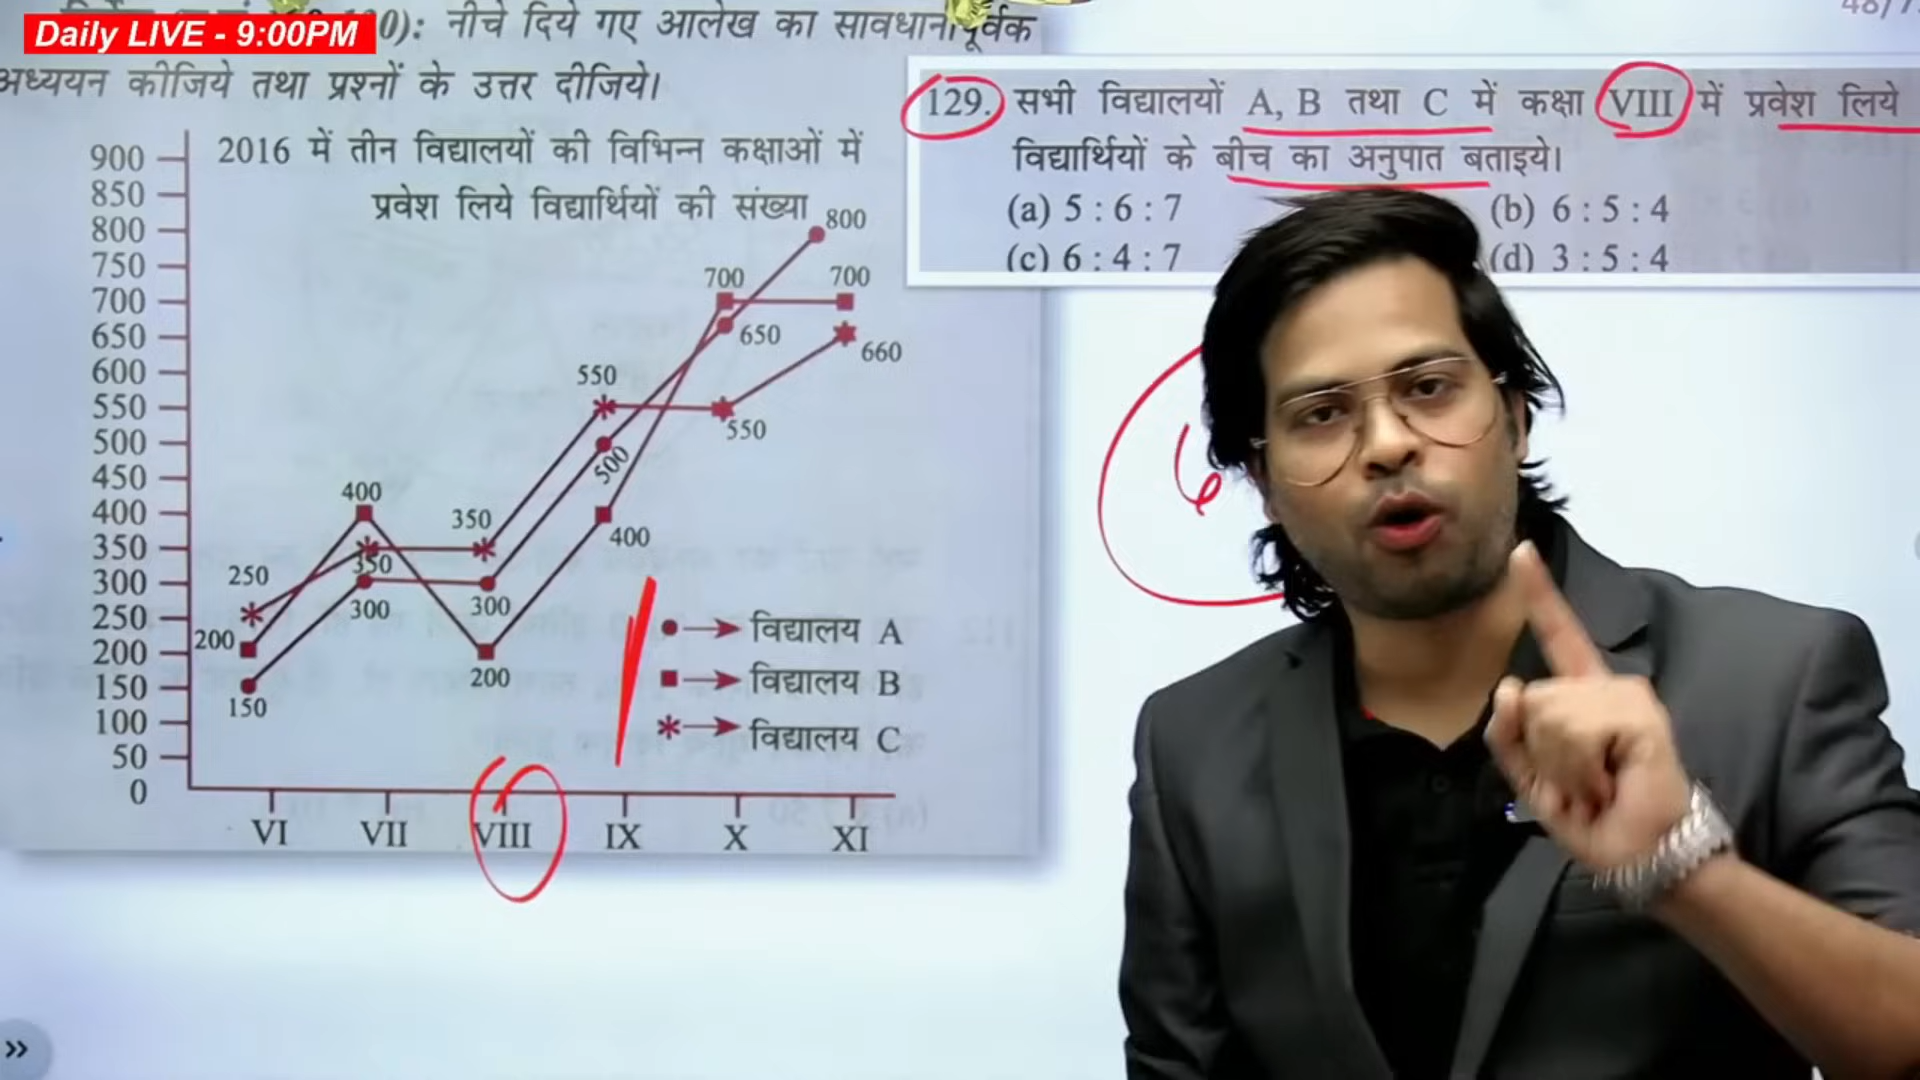 Daily LIVE - 9:00PM
0): नीचे दिये गए आलेख का सावधानीपूर्वक
अध्ययन कीजिये तथा प्रश्नों के उत्तर दीजिये।
2016 में तीन विद्यालयों की विभिन्न कक्षाओं में
प्रवेश लिये विद्यार्थियों की संख्या
900
850
800
750
700
650
600
550
500
450
400
350
300
250
200
150
100
50
0
800
700
700
650
660
550
550
500
400
400
350
350
250
300
300
200
200
150
विद्यालय A
विद्यालय B
विद्यालय C
VI VII VIII IX X XI
129. सभी विद्यालयों A, B तथा C में कक्षा VIII में प्रवेश लिये
विद्यार्थियों के बीच का अनुपात बताइये।
(a) 5 : 6 : 7 (b) 6 : 5 : 4
(c) 6 : 4 : 7 (d) 3 : 5 : 4
6